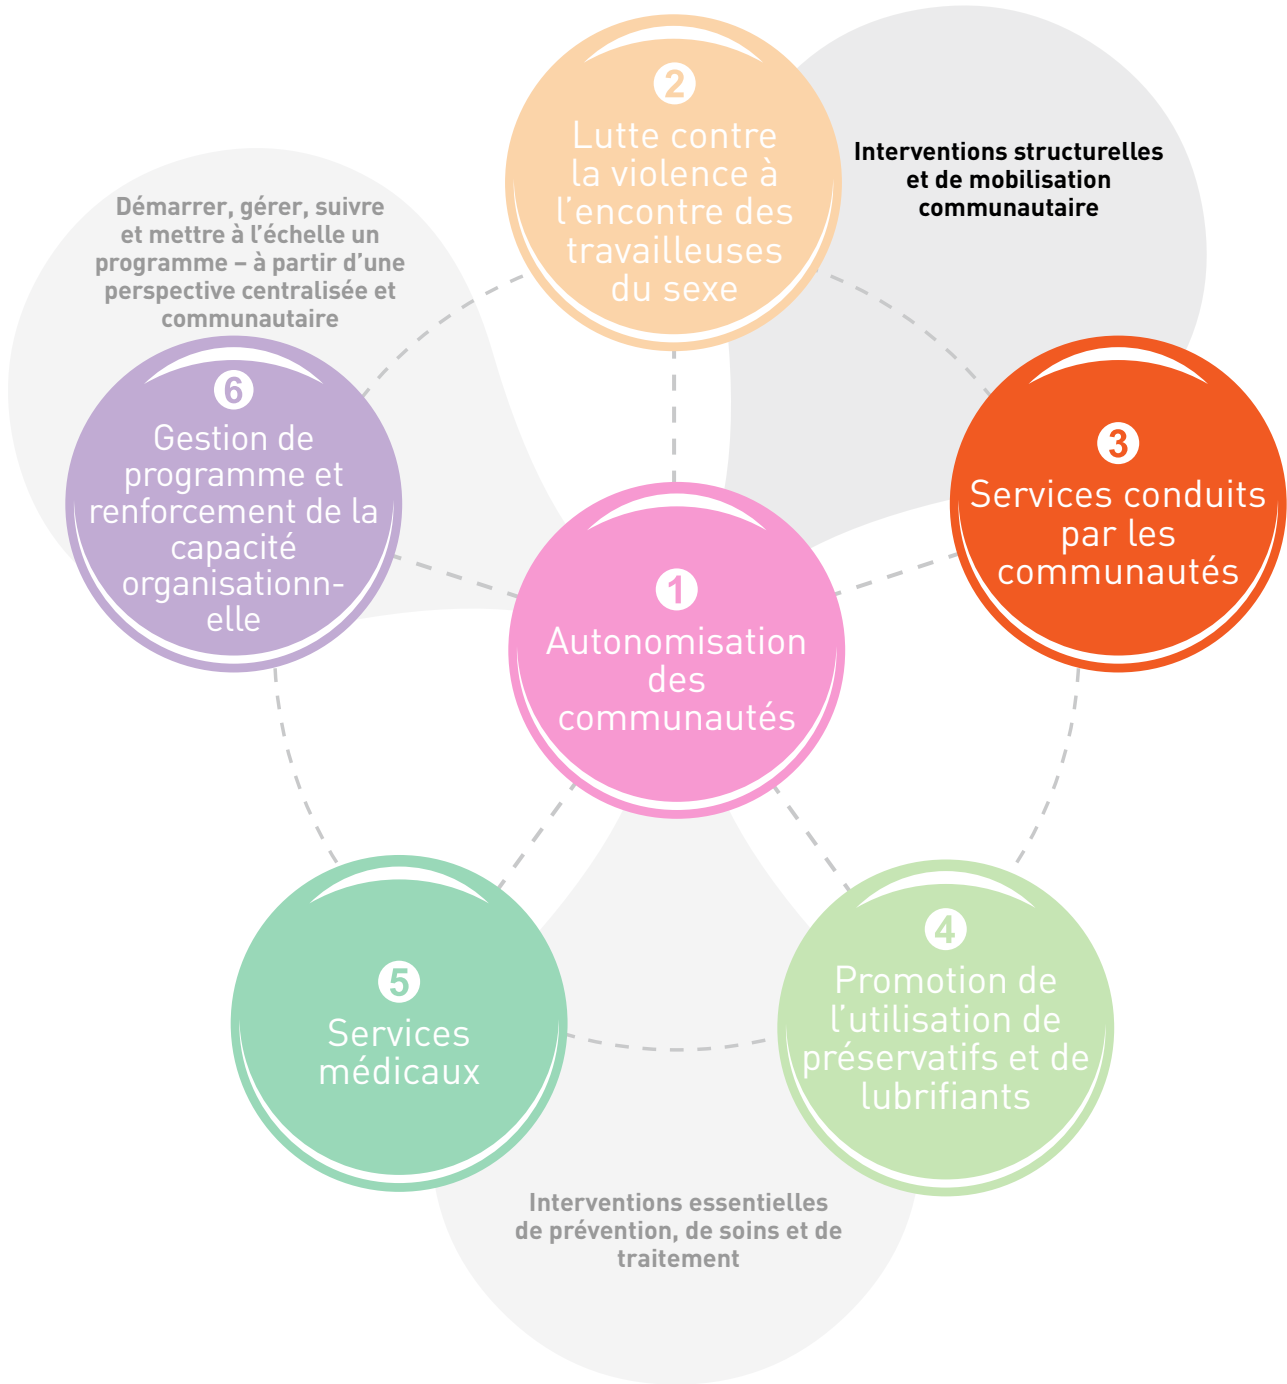 2
Lutte contre
la violence à
l’encontre des
travailleuses
du sexe
Interventions structurelles
et de mobilisation
communautaire
Démarrer, gérer, suivre
et mettre à l’échelle un
programme – à partir d’une
perspective centralisée et
communautaire
6
Gestion de
programme et
renforcement de la
capacité
organisationn-
elle
3
Services conduits
par les
communautés
1
Autonomisation
des
communautés
5
Services
médicaux
4
Promotion de
l’utilisation de
préservatifs et de
lubrifiants
Interventions essentielles
de prévention, de soins et de
traitement